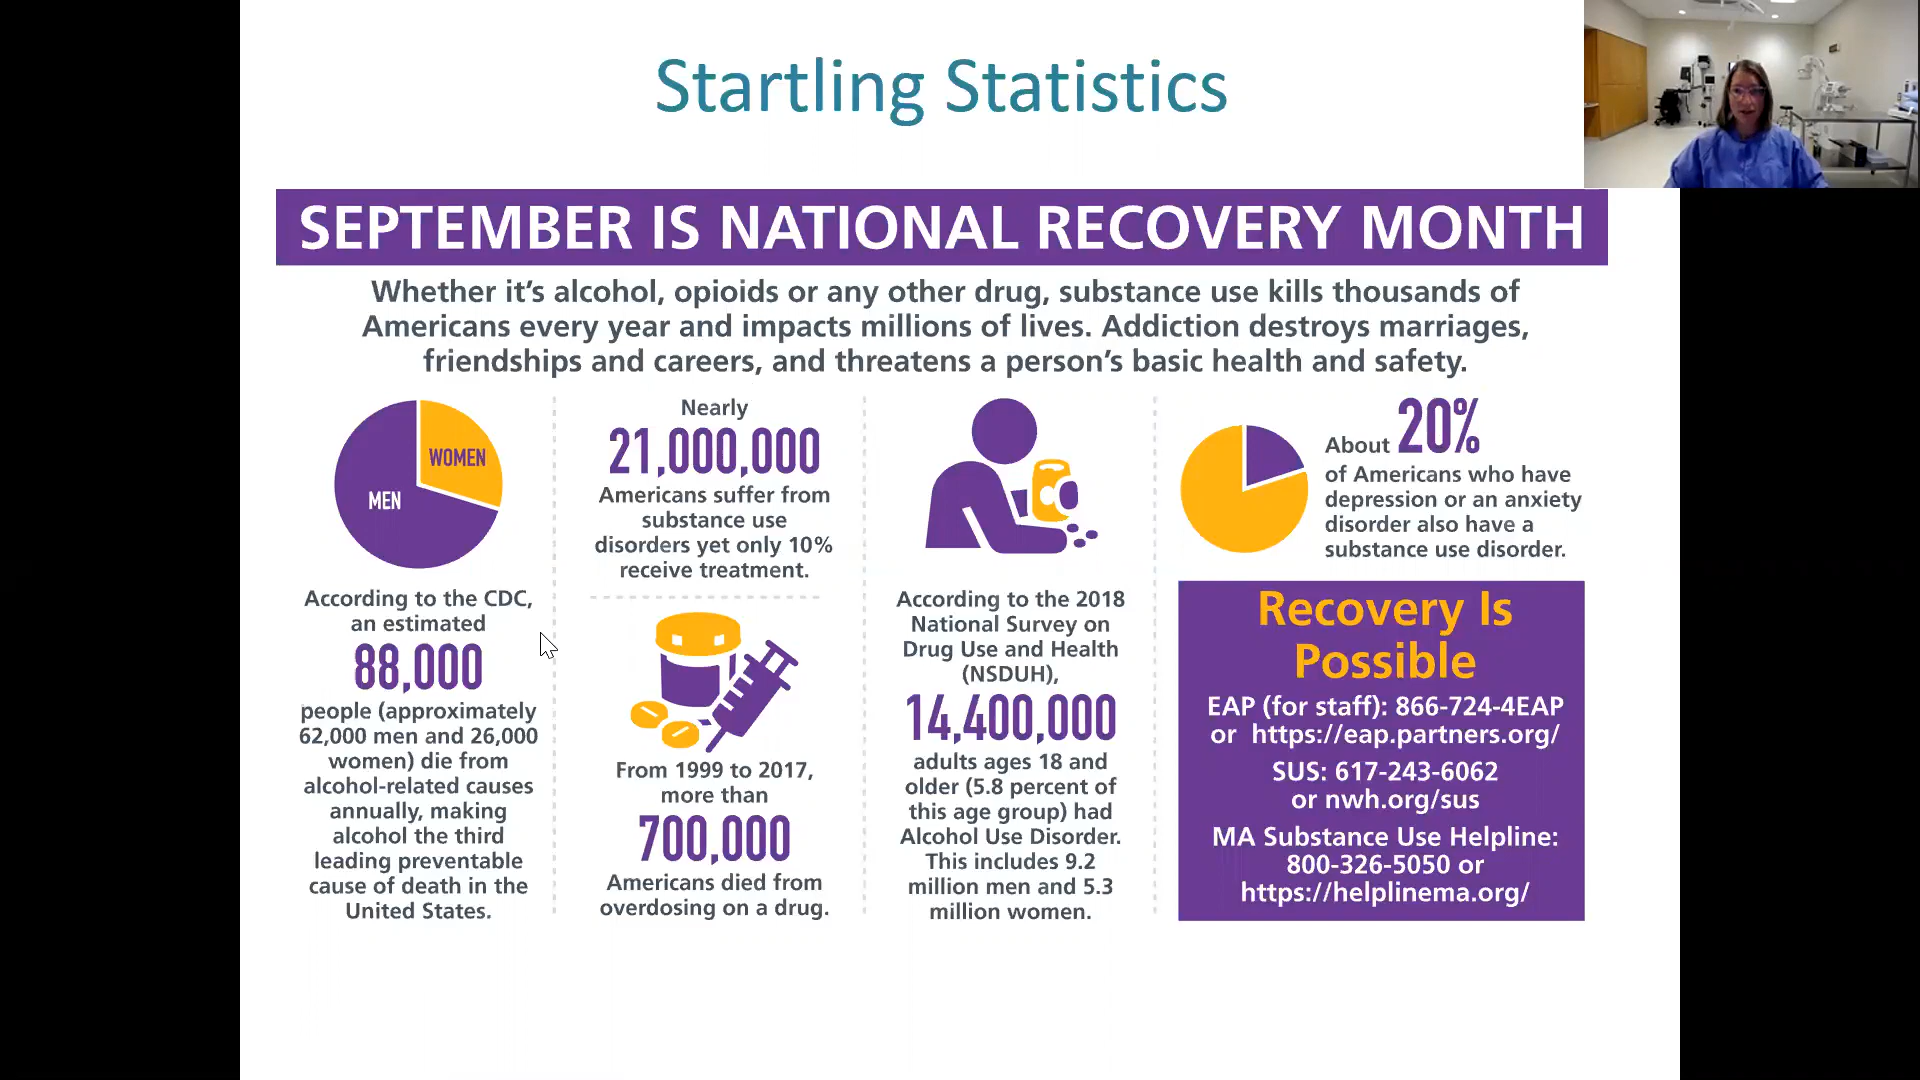 Startling Statistics
SEPTEMBER IS NATIONAL RECOVERY MONTH
Whether it's alcohol, opioids or any other drug, substance use kills thousands of
Americans every year and impacts millions of lives. Addiction destroys marriages,
friendships and careers, and threatens a person's basic health and safety.
WOMEN
MEN
According to the CDC,
an estimated
88,000
people (approximately
62,000 men and 26,000
women) die from
alcohol-related causes
annually, making
alcohol the third
leading preventable
cause of death in the
United States.
Nearly
21,000,000
Americans suffer from
substance use
disorders yet only 10%
receive treatment.
From 1999 to 2017,
more than
700,000
Americans died from
overdosing on a drug.
According to the 2018
National Survey on
Drug Use and Health
(NSDUH),
14,400,000
adults ages 18 and
older (5.8 percent of
this age group) had
Alcohol Use Disorder.
This includes 9.2
million men and 5.3
million women.
About 20%
of Americans who have
depression or an anxiety
disorder also have a
substance use disorder.
Recovery Is
Possible
EAP (for staff): 866-724-4EAP
or https://eap.partners.org/
SUS: 617-243-6062
or nwh.org/sus
MA Substance Use Helpline:
800-326-5050 or
https://helplinema.org/